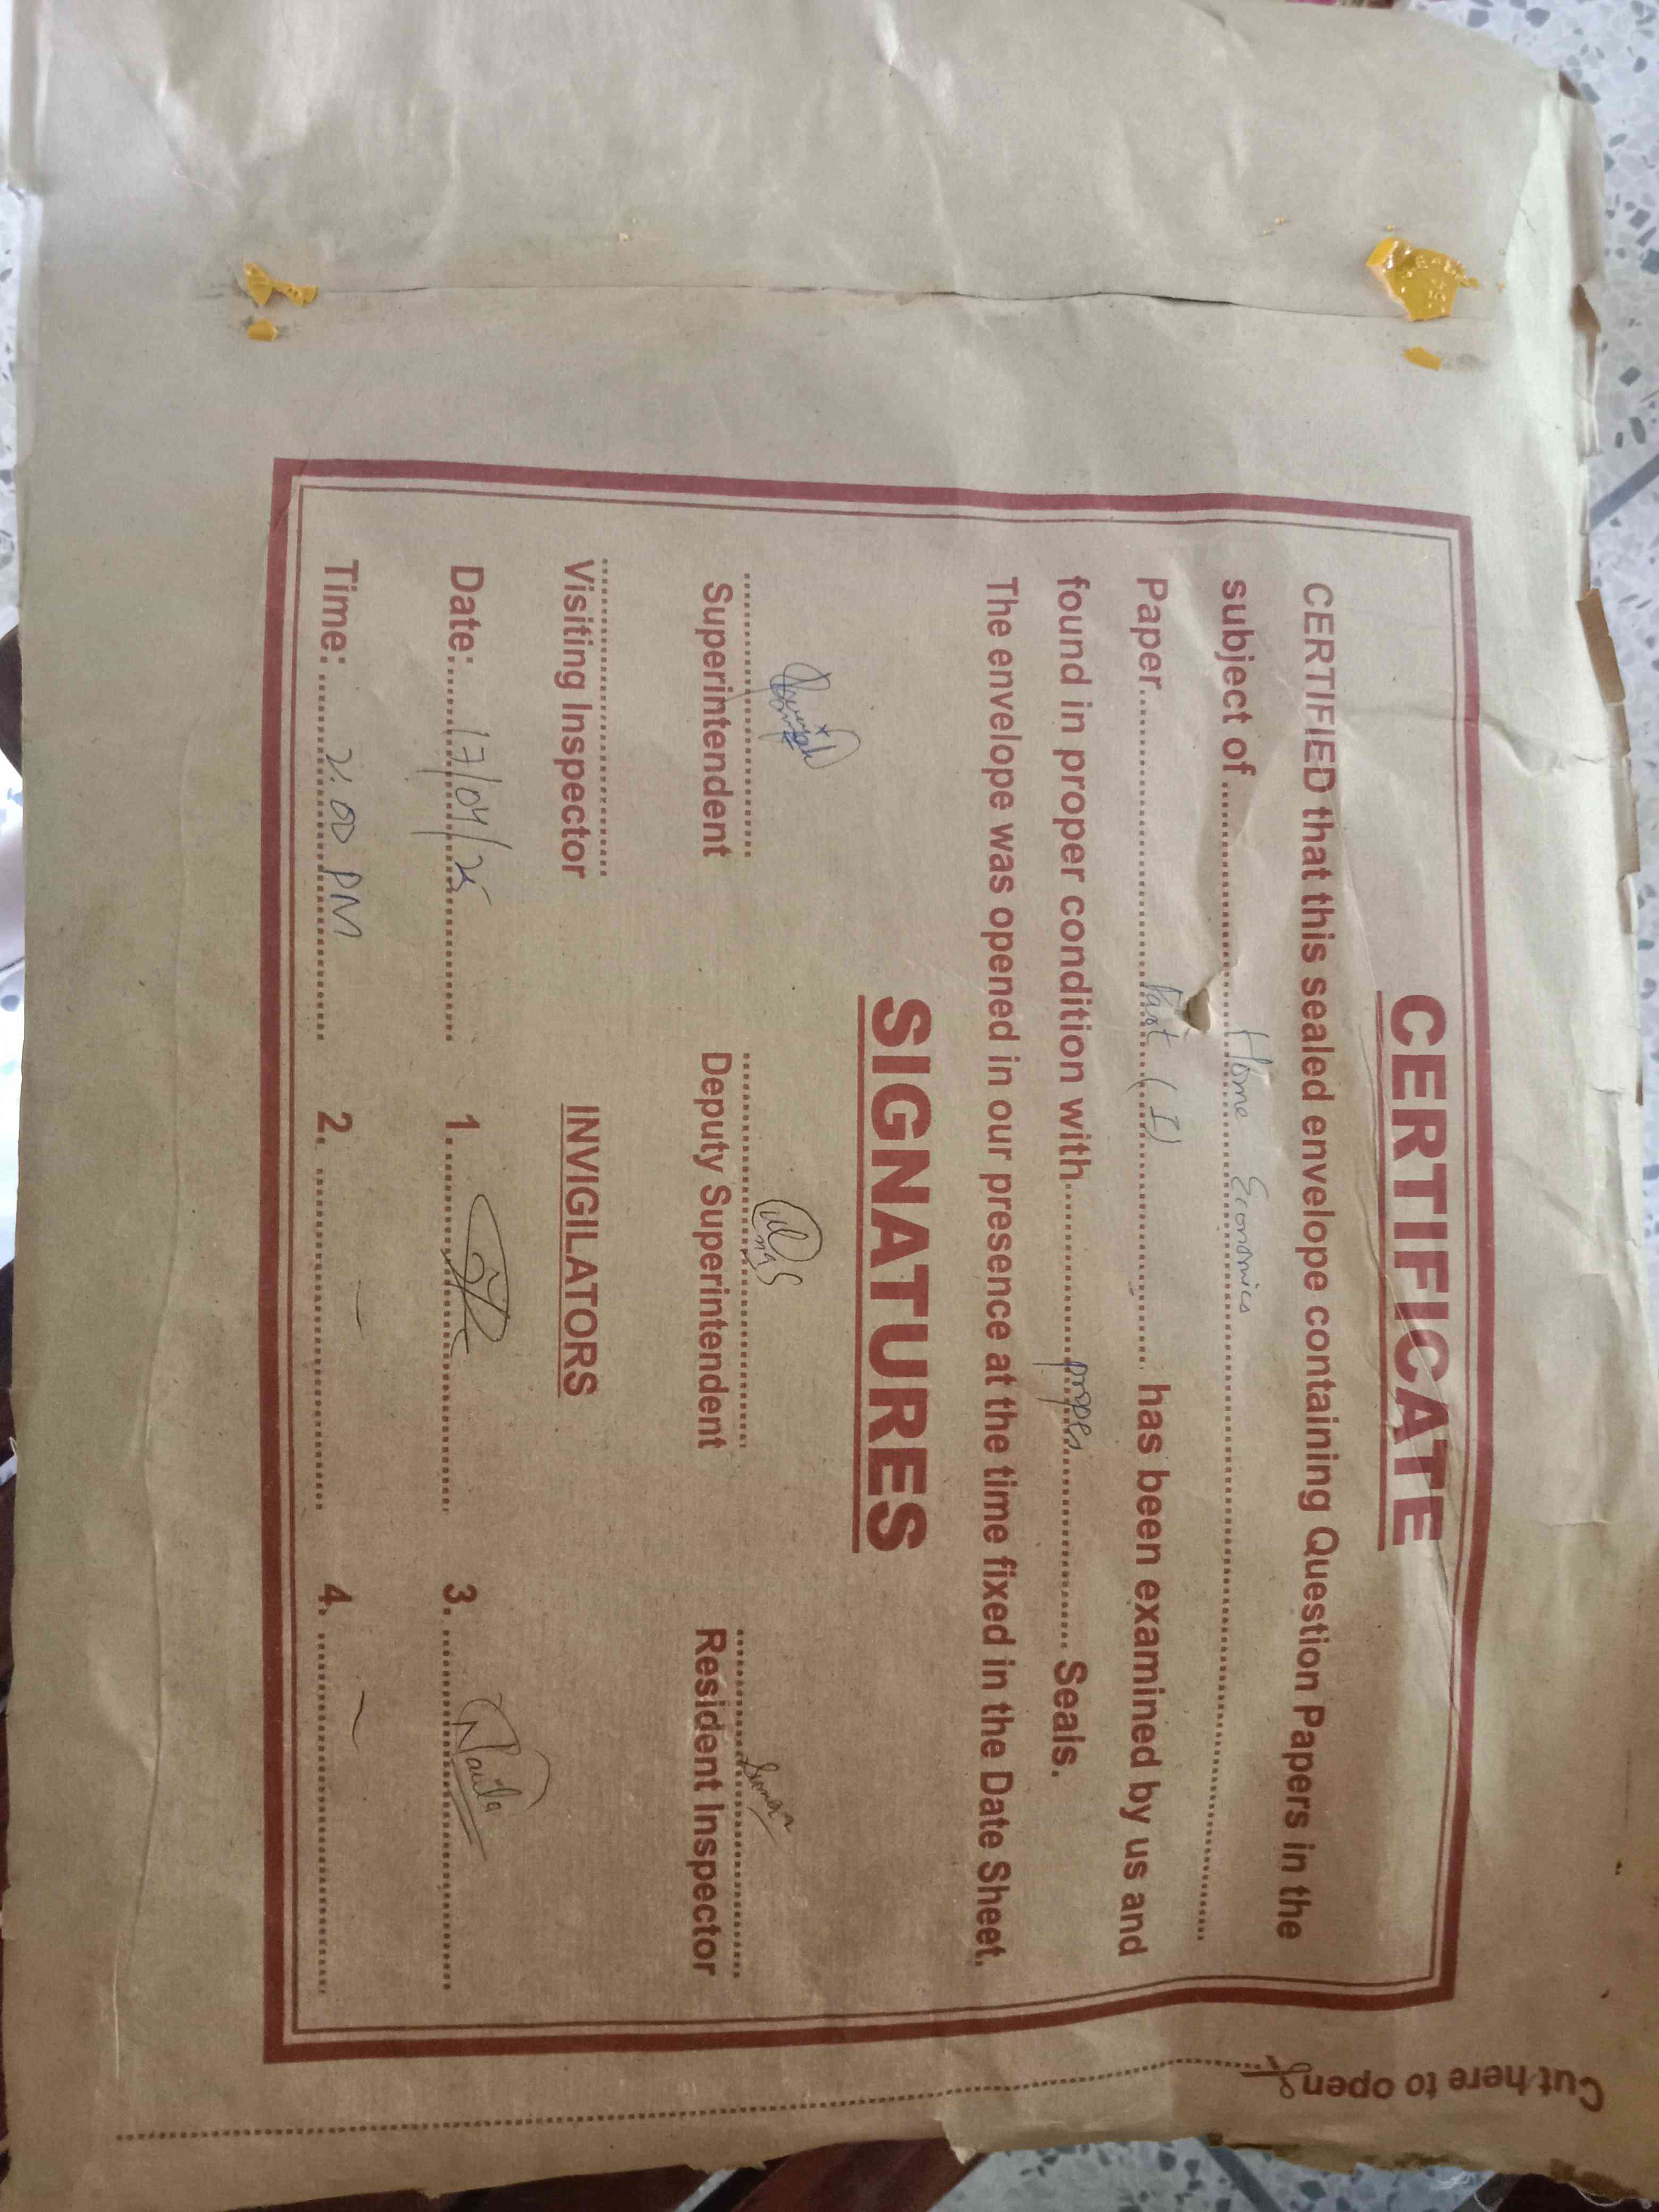 CERTIFICATE
CERTIFIED that this sealed envelope containing Question Papers in the
subject of .......... Home Economics ..........
Paper.......... Part (I) .......... has been examined by us and
found in proper condition with.......... proper .......... Seals.
The envelope was opened in our presence at the time fixed in the Date Sheet.
SIGNATURES
Superintendent Deputy Superintendent Resident Inspector
Visiting Inspector INVIGILATORS
Date: 17/04/25 1. 3.
Time: 2:00 PM 2. — 4. —
Cut here to open